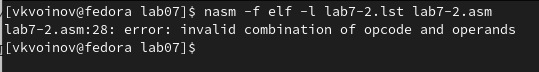 [vkvoinov@fedora lab07]$ nasm -f elf -l lab7-2.lst lab7-2.asm
lab7-2.asm:28: error: invalid combination of opcode and operands
[vkvoinov@fedora lab07]$